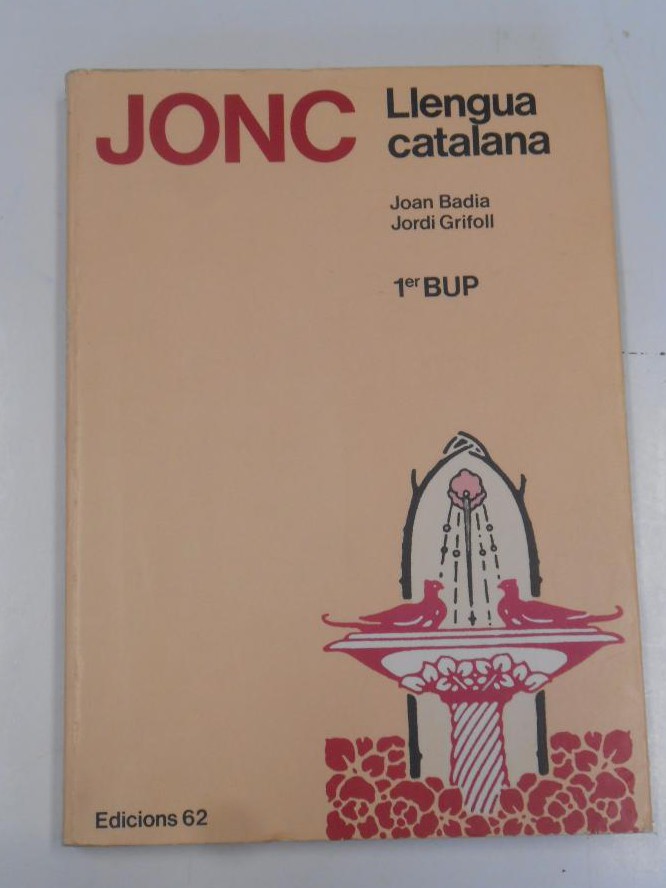 JONC
Llengua
catalana
Joan Badia
Jordi Grifoll
1er BUP
Edicions 62